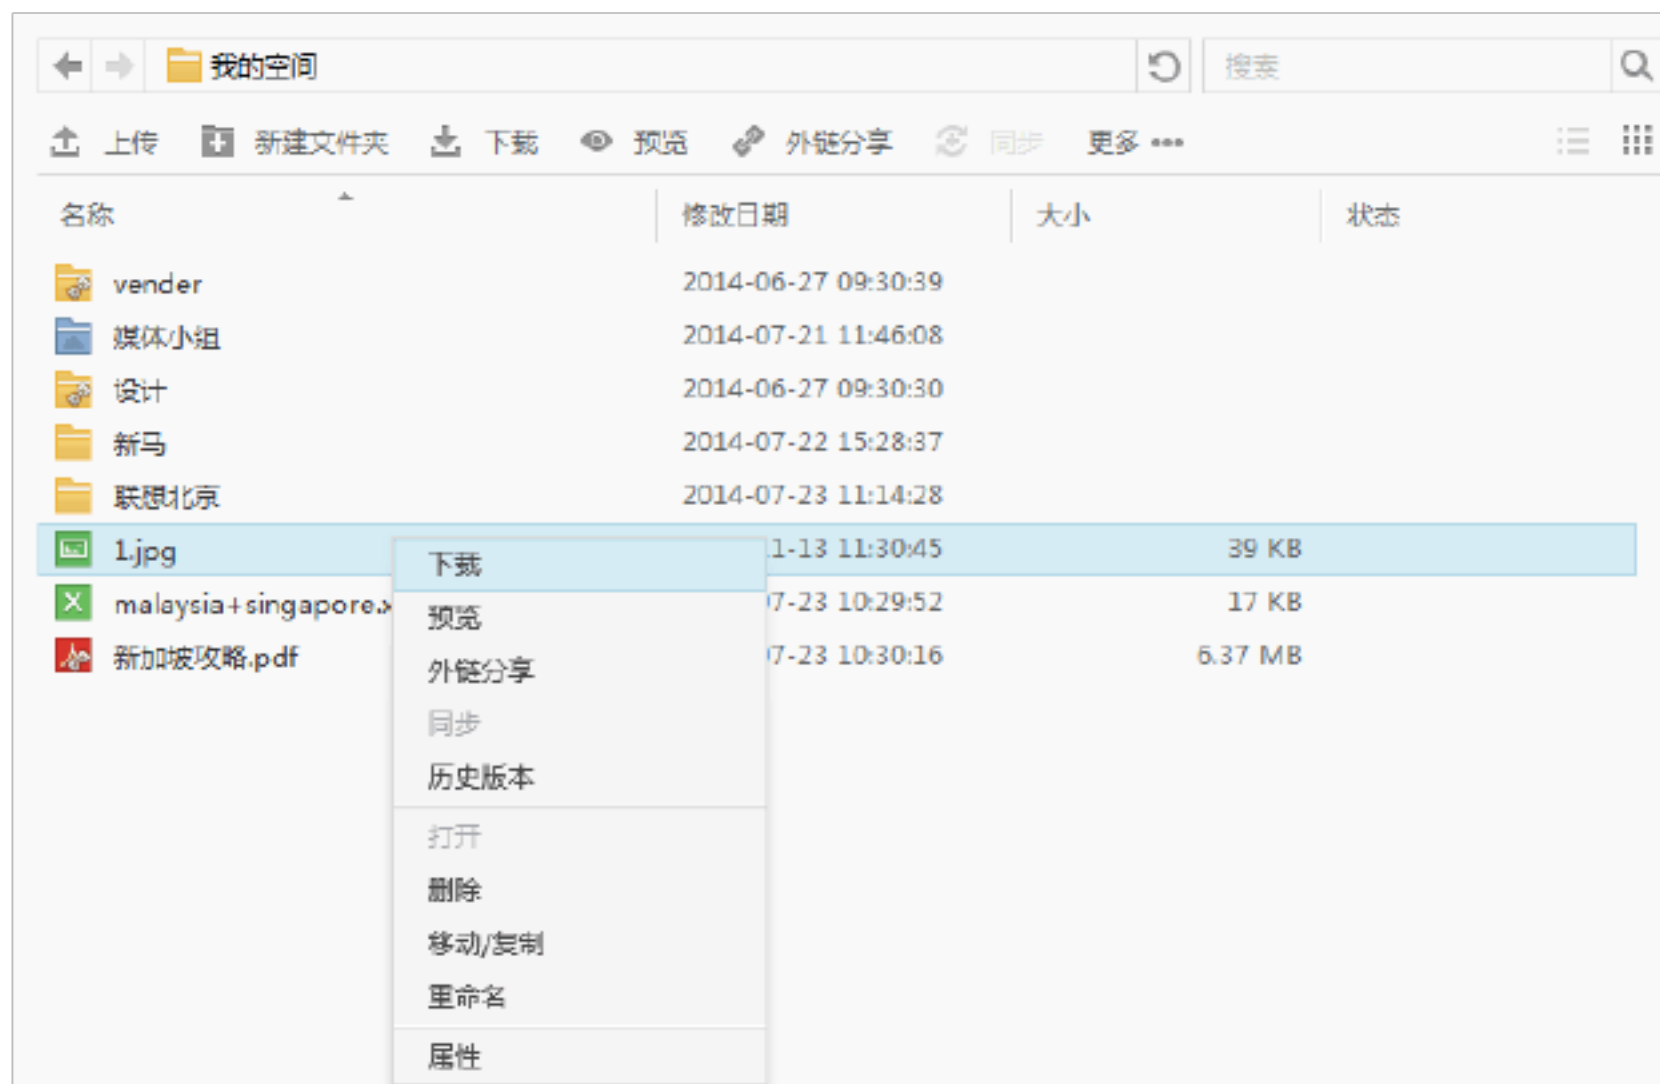 我的空间 搜索
上传 新建文件夹 下载 预览 外链分享 同步 更多 •••
名称 修改日期 大小 状态
vender 2014-06-27 09:30:39
媒体小组 2014-07-21 11:46:08
设计 2014-06-27 09:30:30
新马 2014-07-22 15:28:37
联想北京 2014-07-23 11:14:28
1.jpg 11-13 11:30:45 39 KB
下载
malaysia+singapore.x 07-23 10:29:52 17 KB
预览
新加坡攻略.pdf 07-23 10:30:16 6.37 MB
外链分享
同步
历史版本
打开
删除
移动/复制
重命名
属性